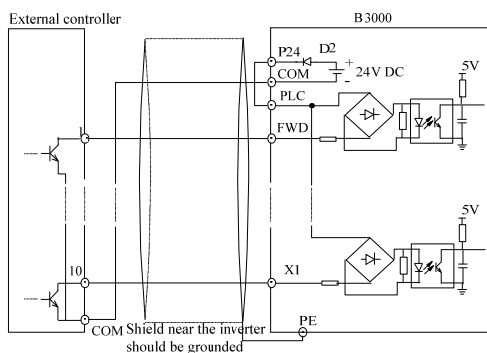 External controller
B3000
P24
D2
+
COM
24V DC
-
5V
PLC
1
FWD
5V
10
X1
PE
COM
Shield near the inverter
should be grounded